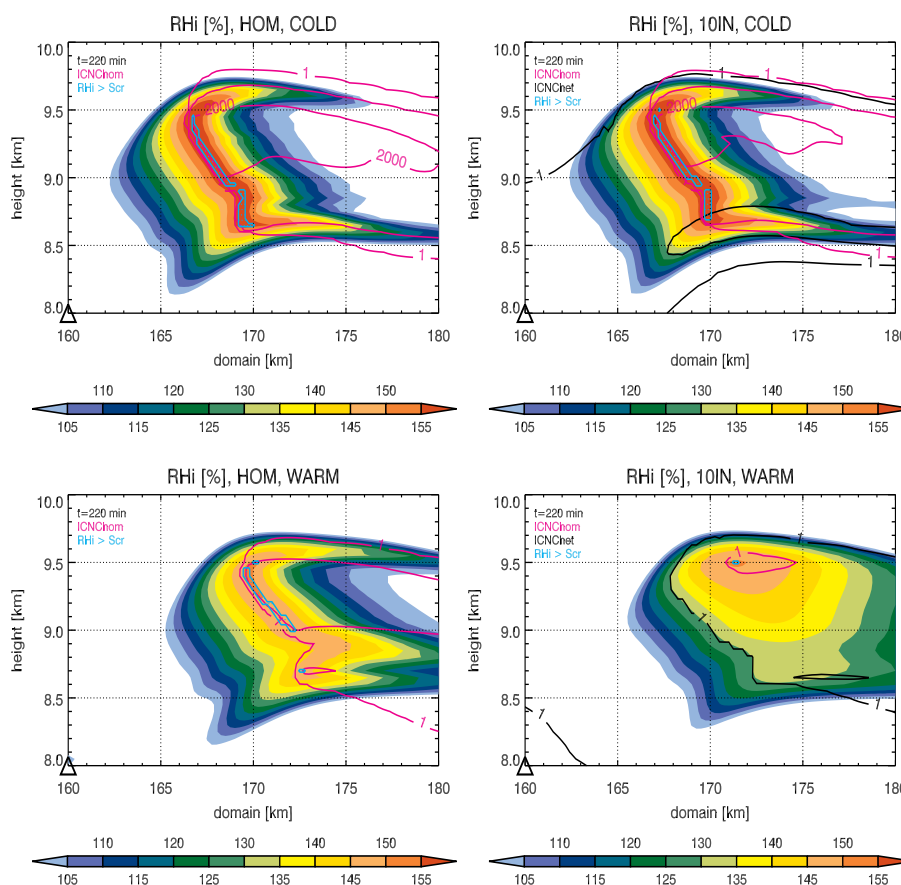 RHi [%], HOM, COLD
10.0
9.5
9.0
8.5
8.0
height [km]
t=220 min
ICNChom
RHi > Scr
1
2000
2000
1
160 165 170 175 180
domain [km]
110 120 130 140 150
105 115 125 135 145 155
RHi [%], 10IN, COLD
10.0
9.5
9.0
8.5
8.0
height [km]
t=220 min
ICNChom
ICNChet
RHi > Scr
1
1
2000
1
1
1
160 165 170 175 180
domain [km]
110 120 130 140 150
105 115 125 135 145 155
RHi [%], HOM, WARM
10.0
9.5
9.0
8.5
8.0
height [km]
t=220 min
ICNChom
RHi > Scr
1
1
1
160 165 170 175 180
domain [km]
110 120 130 140 150
105 115 125 135 145 155
RHi [%], 10IN, WARM
10.0
9.5
9.0
8.5
8.0
height [km]
t=220 min
ICNChom
ICNChet
RHi > Scr
1
1
1
1
1
160 165 170 175 180
domain [km]
110 120 130 140 150
105 115 125 135 145 155